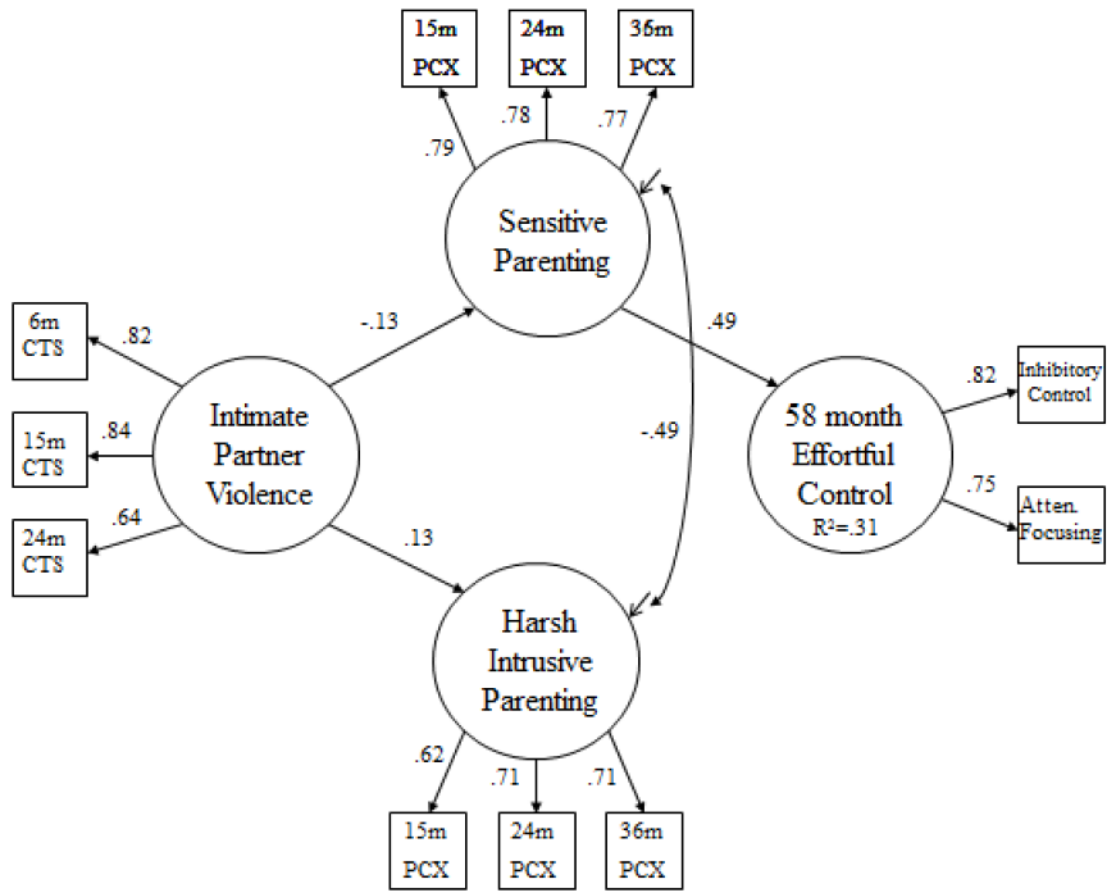 15m
PCX
24m
PCX
36m
PCX
.79
.78
.77
Sensitive
Parenting
6m
CTS
.82
15m
CTS
.84
24m
CTS
.64
Intimate
Partner
Violence
-.13
.13
.49
-.49
58 month
Effortful
Control
R²=.31
.82
Inhibitory
Control
.75
Atten.
Focusing
Harsh
Intrusive
Parenting
.62
.71
.71
15m
PCX
24m
PCX
36m
PCX